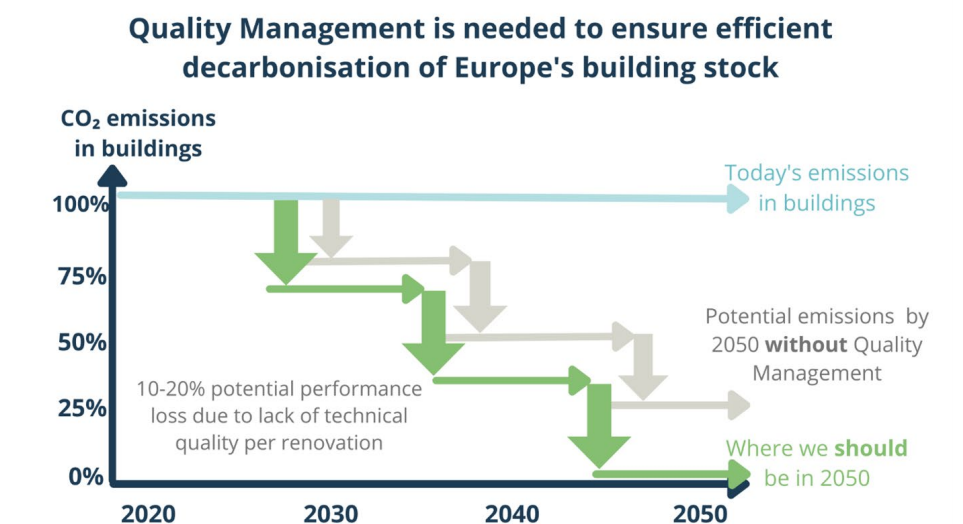 Quality Management is needed to ensure efficient
decarbonisation of Europe's building stock
CO₂ emissions
in buildings
Today's emissions
in buildings
100%
75%
50%
25%
0%
Potential emissions by
2050 without Quality
Management
10-20% potential performance
loss due to lack of technical
quality per renovation
Where we should
be in 2050
2020 2030 2040 2050